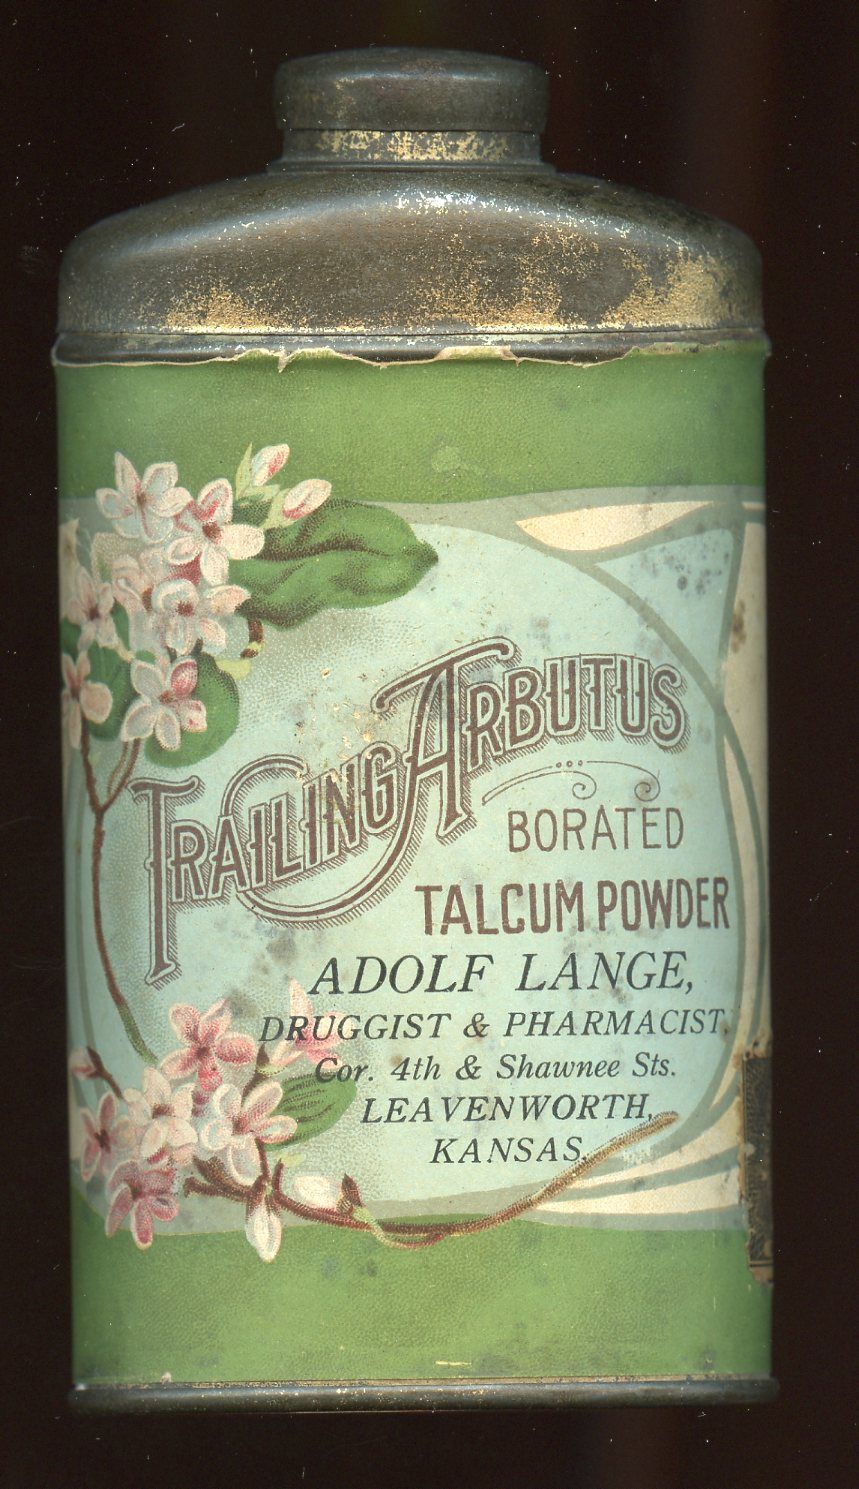 TRAILING ARBUTUS
BORATED
TALCUM POWDER
ADOLF LANGE,
DRUGGIST & PHARMACIST,
Cor. 4th & Shawnee Sts.
LEAVENWORTH,
KANSAS.